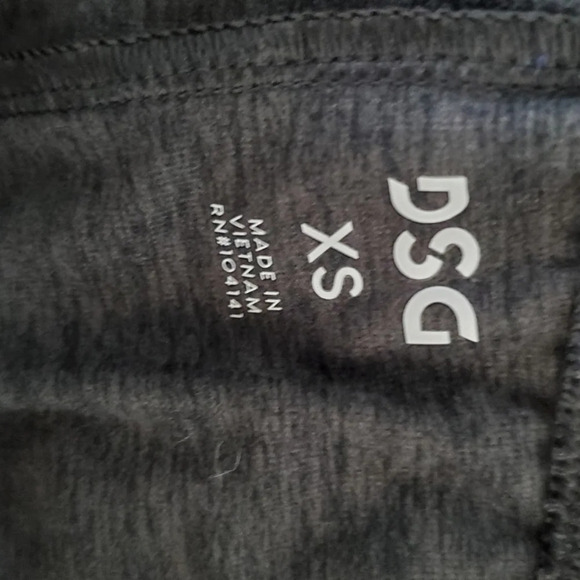 DSG
XS
MADE IN
VIETNAM
RN#104141